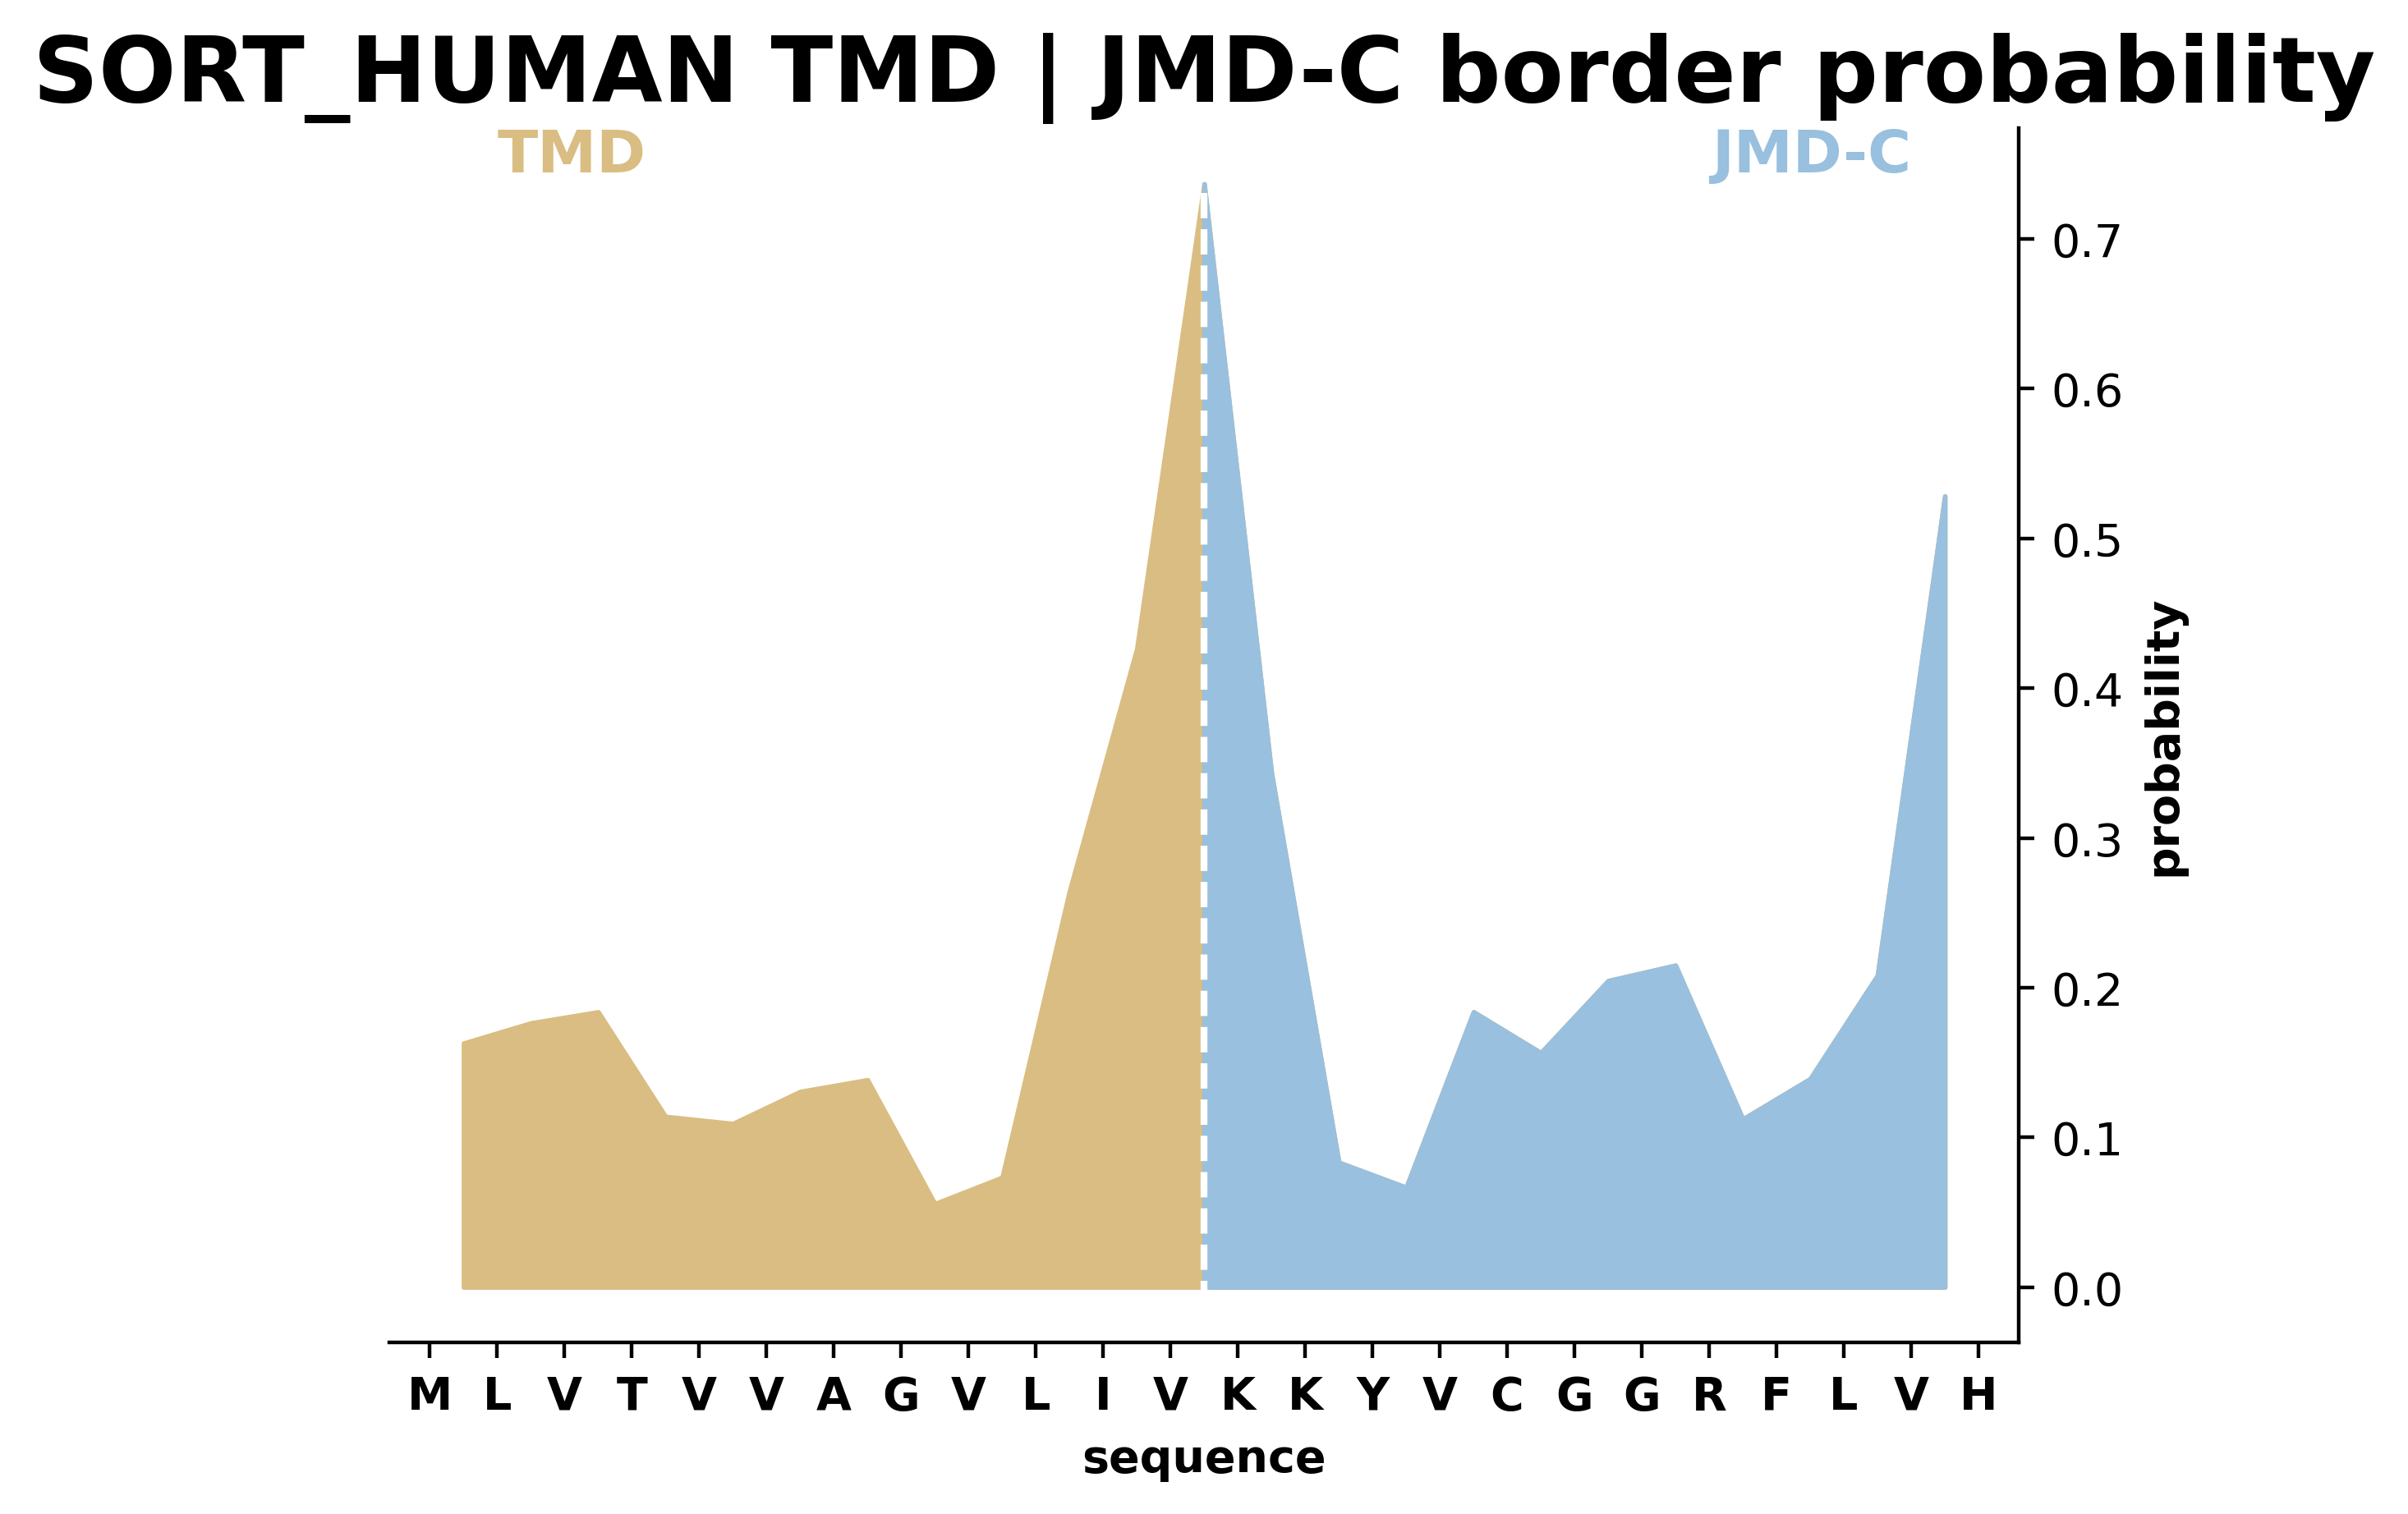 SORT_HUMAN TMD | JMD-C border probability
TMD JMD-C
0.7
0.6
0.5
0.4
0.3
0.2
0.1
0.0
probability
M L V T V V A G V L I V K K Y V C G G R F L V H
sequence